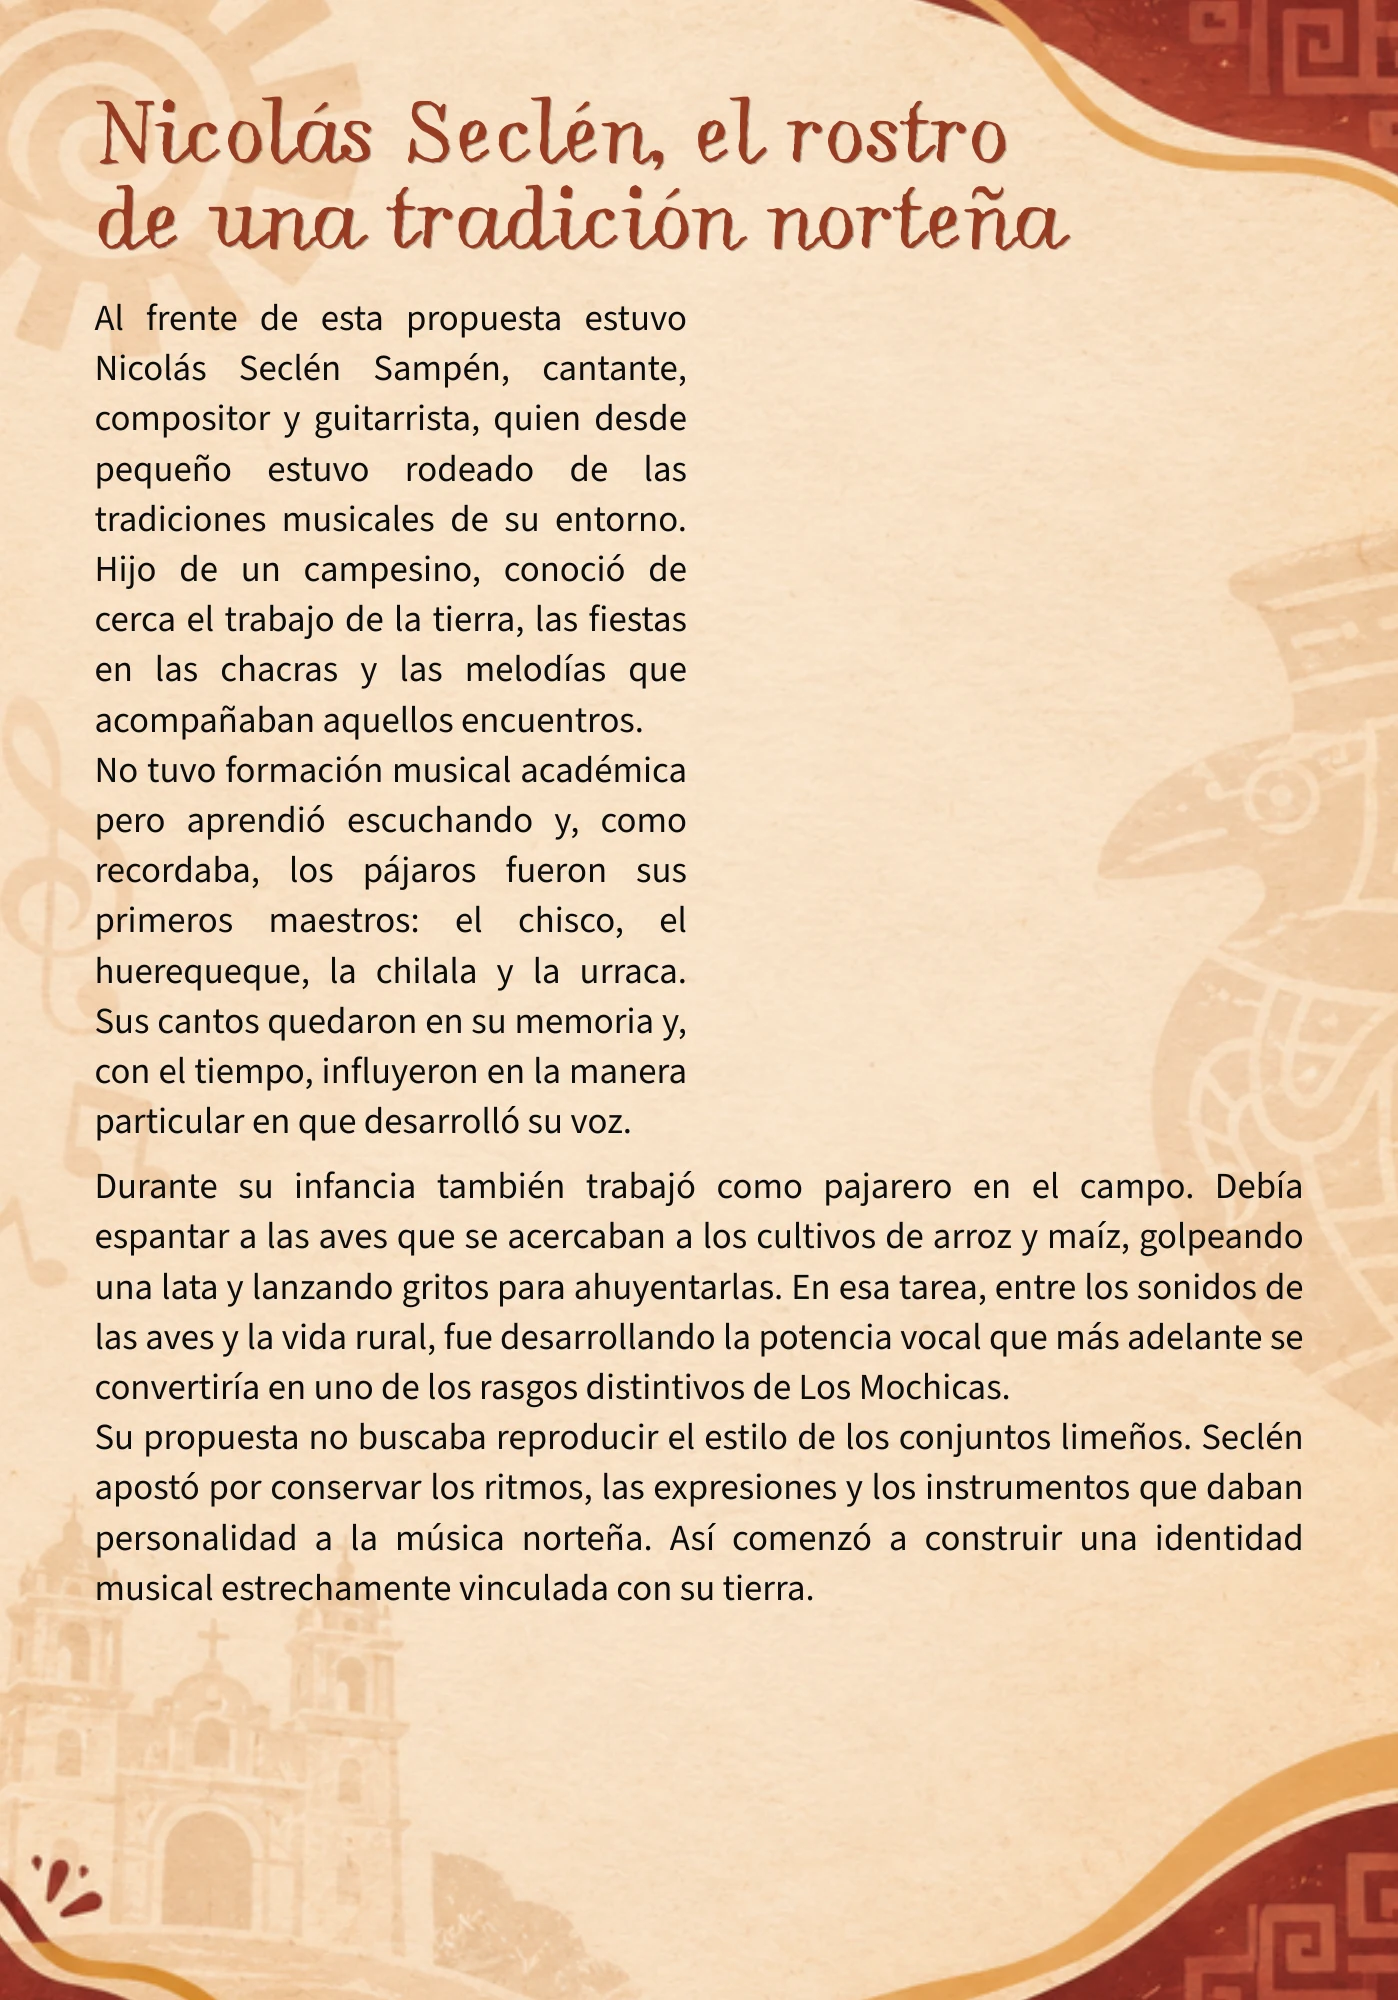 Nicolás Seclén, el rostro
de una tradición norteña
Al frente de esta propuesta estuvo
Nicolás Seclén Sampén, cantante,
compositor y guitarrista, quien desde
pequeño estuvo rodeado de las
tradiciones musicales de su entorno.
Hijo de un campesino, conoció de
cerca el trabajo de la tierra, las fiestas
en las chacras y las melodías que
acompañaban aquellos encuentros.
No tuvo formación musical académica
pero aprendió escuchando y, como
recordaba, los pájaros fueron sus
primeros maestros: el chisco, el
huerequeque, la chilala y la urraca.
Sus cantos quedaron en su memoria y,
con el tiempo, influyeron en la manera
particular en que desarrolló su voz.
Durante su infancia también trabajó como pajarero en el campo. Debía
espantar a las aves que se acercaban a los cultivos de arroz y maíz, golpeando
una lata y lanzando gritos para ahuyentarlas. En esa tarea, entre los sonidos de
las aves y la vida rural, fue desarrollando la potencia vocal que más adelante se
convertiría en uno de los rasgos distintivos de Los Mochicas.
Su propuesta no buscaba reproducir el estilo de los conjuntos limeños. Seclén
apostó por conservar los ritmos, las expresiones y los instrumentos que daban
personalidad a la música norteña. Así comenzó a construir una identidad
musical estrechamente vinculada con su tierra.